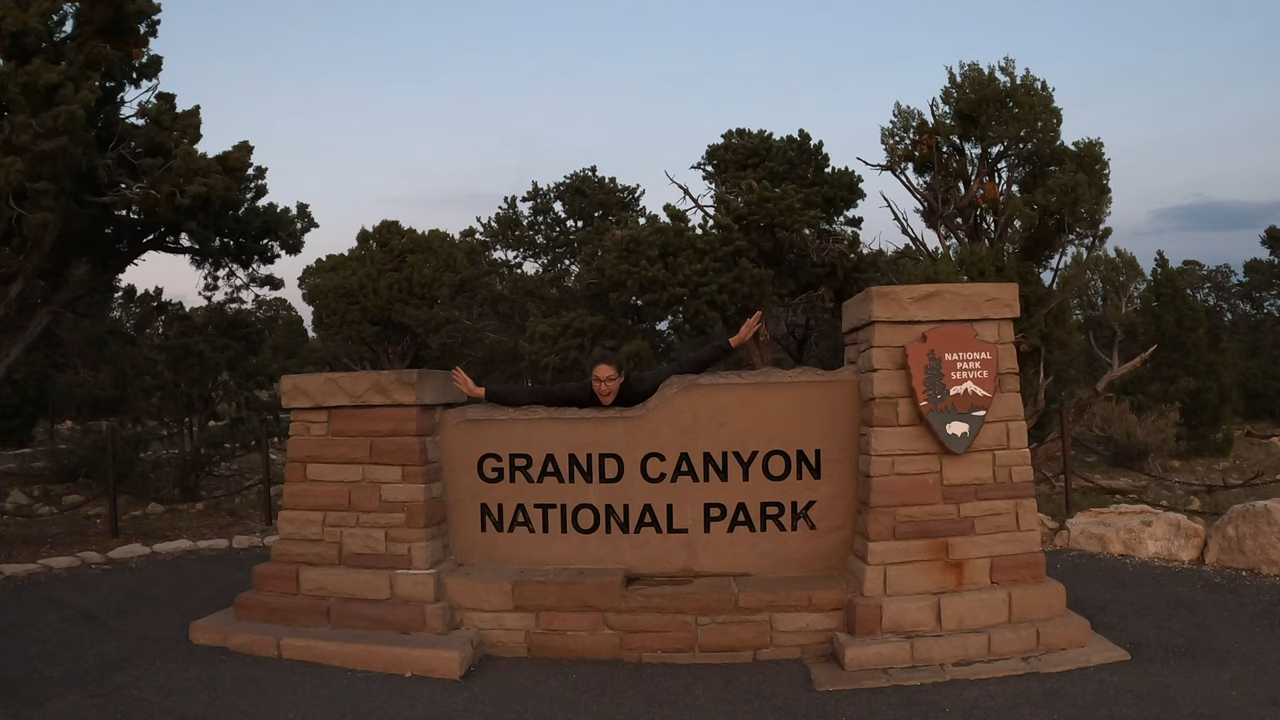 GRAND CANYON
NATIONAL PARK
NATIONAL
PARK
SERVICE